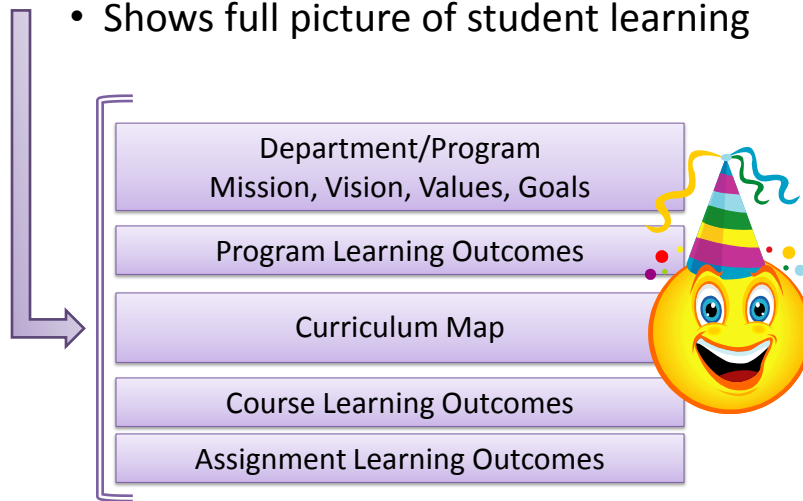 • Shows full picture of student learning
Department/Program
Mission, Vision, Values, Goals
Program Learning Outcomes
Curriculum Map
Course Learning Outcomes
Assignment Learning Outcomes